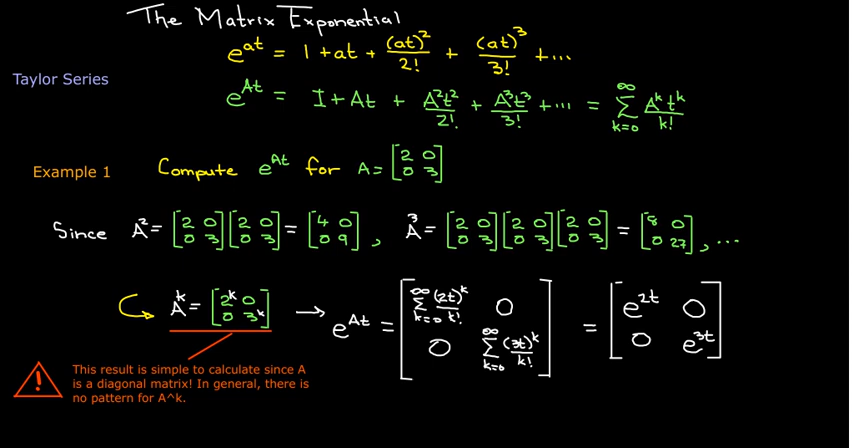 The Matrix Exponential
e^{at} = 1 + at + (at)^2/2! + (at)^3/3! + ...
Taylor Series
e^{At} = I + At + A^2t^2/2! + A^3t^3/3! + ... = ∑_{k=0}^{∞} A^k t^k/k!
Example 1 Compute e^{At} for A = [2 0; 0 3]
Since A^2 = [2 0; 0 3][2 0; 0 3] = [4 0; 0 9], A^3 = [2 0; 0 3][2 0; 0 3][2 0; 0 3] = [8 0; 0 27], ...
A^k = [2^k 0; 0 3^k] → e^{At} = [∑_{k=0}^{∞} (2t)^k/k! 0; 0 ∑_{k=0}^{∞} (3t)^k/k!] = [e^{2t} 0; 0 e^{3t}]
! This result is simple to calculate since A
is a diagonal matrix! In general, there is
no pattern for A^k.